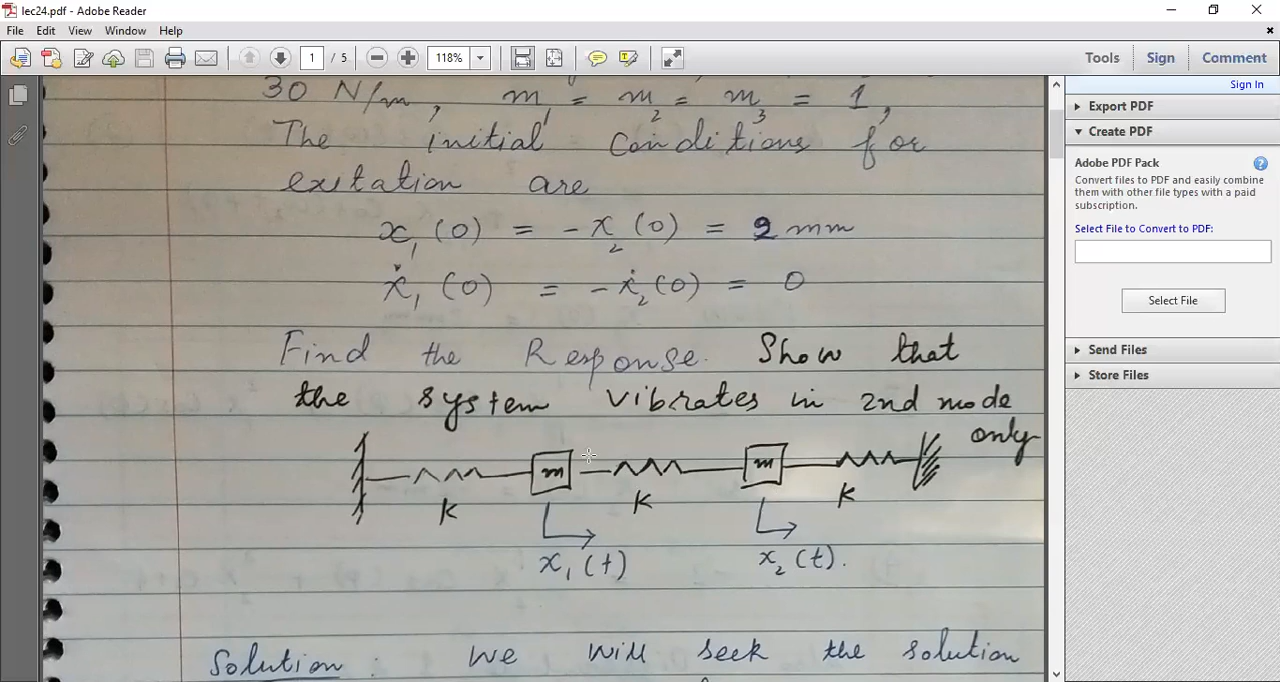 lec24.pdf - Adobe Reader
File Edit View Window Help
1 / 5 118% Tools Sign Comment
Sign In
Export PDF
Create PDF
Adobe PDF Pack
Convert files to PDF and easily combine
them with other file types with a paid
subscription.
Select File to Convert to PDF:
Select File
Send Files
Store Files
30 N/m, m₁ = m₂ = m₃ = 1,
The initial Conditions for
exitation are
x₁(0) = -x₂(0) = 2 mm
ẋ₁(0) = -ẋ₂(0) = 0
Find the Response. Show that
the system vibrates in 2nd mode
only
m m
K K K
x₁(t) x₂(t).
Solution: We will seek the solution